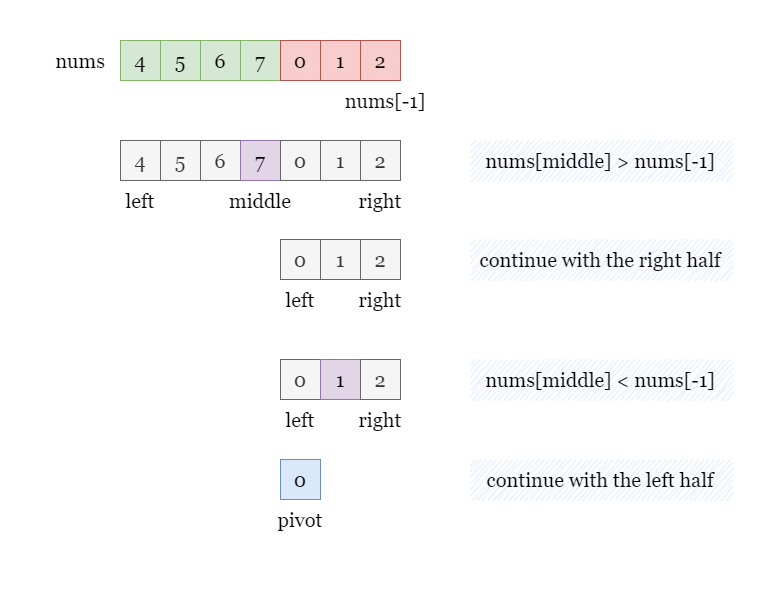 nums 4 5 6 7 0 1 2
nums[-1]
4 5 6 7 0 1 2 nums[middle] > nums[-1]
left middle right
0 1 2 continue with the right half
left right
0 1 2 nums[middle] < nums[-1]
left right
0 continue with the left half
pivot